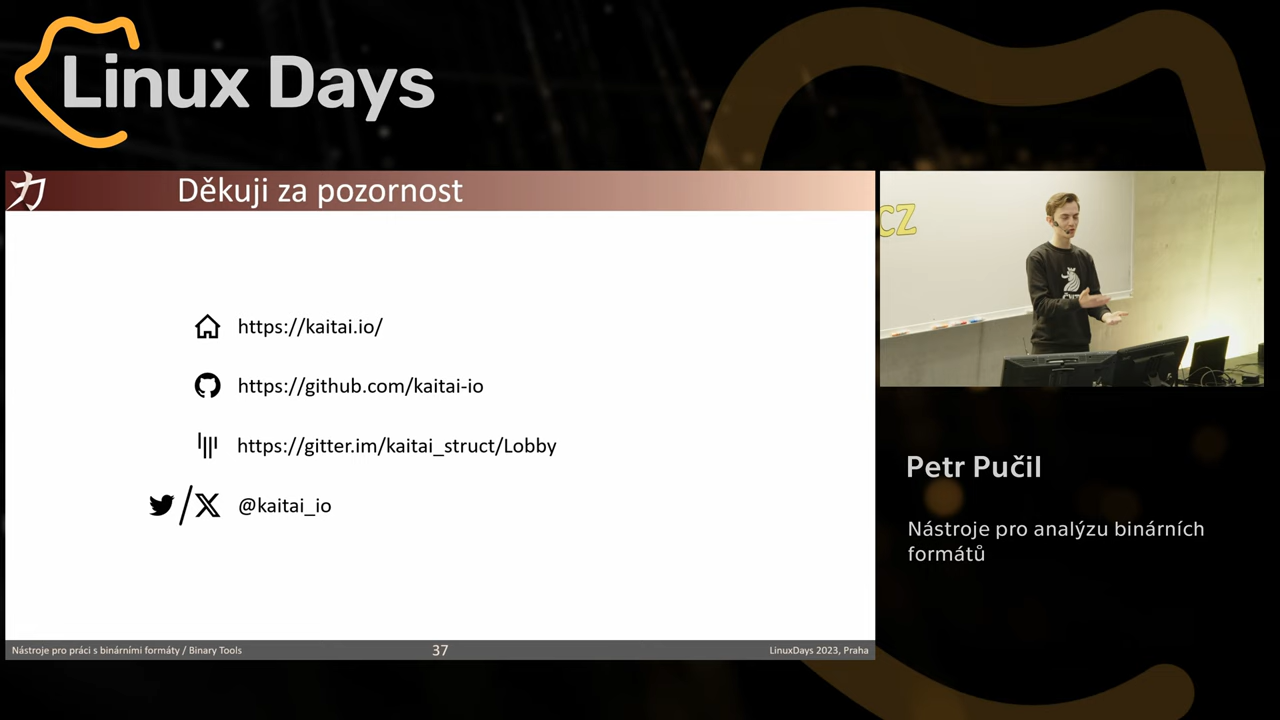 Linux Days
力 Děkuji za pozornost
https://kaitai.io/
https://github.com/kaitai-io
https://gitter.im/kaitai_struct/Lobby
/ X @kaitai_io
Nástroje pro práci s binárními formáty / Binary Tools 37 LinuxDays 2023, Praha
CZ
Petr Pučil
Nástroje pro analýzu binárních
formátů